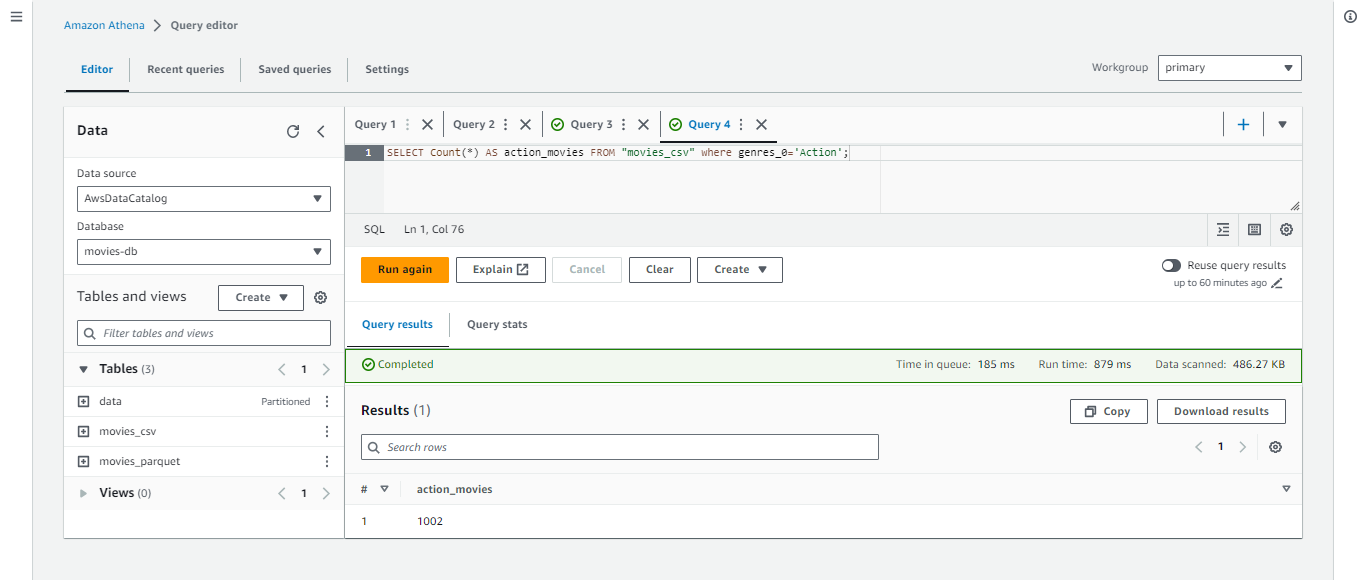 Amazon Athena > Query editor
Editor Recent queries Saved queries Settings
Workgroup primary
Data
Data source
AwsDataCatalog
Database
movies-db
Tables and views Create
Filter tables and views
Tables (3) 1
data Partitioned
movies_csv
movies_parquet
Views (0) 1
Query 1 Query 2 Query 3 Query 4
1 SELECT Count(*) AS action_movies FROM "movies_csv" where genres_0='Action';
SQL Ln 1, Col 76
Run again Explain Cancel Clear Create
Reuse query results
up to 60 minutes ago
Query results Query stats
Completed Time in queue: 185 ms Run time: 879 ms Data scanned: 486.27 KB
Results (1) Copy Download results
Search rows 1
# action_movies
1 1002